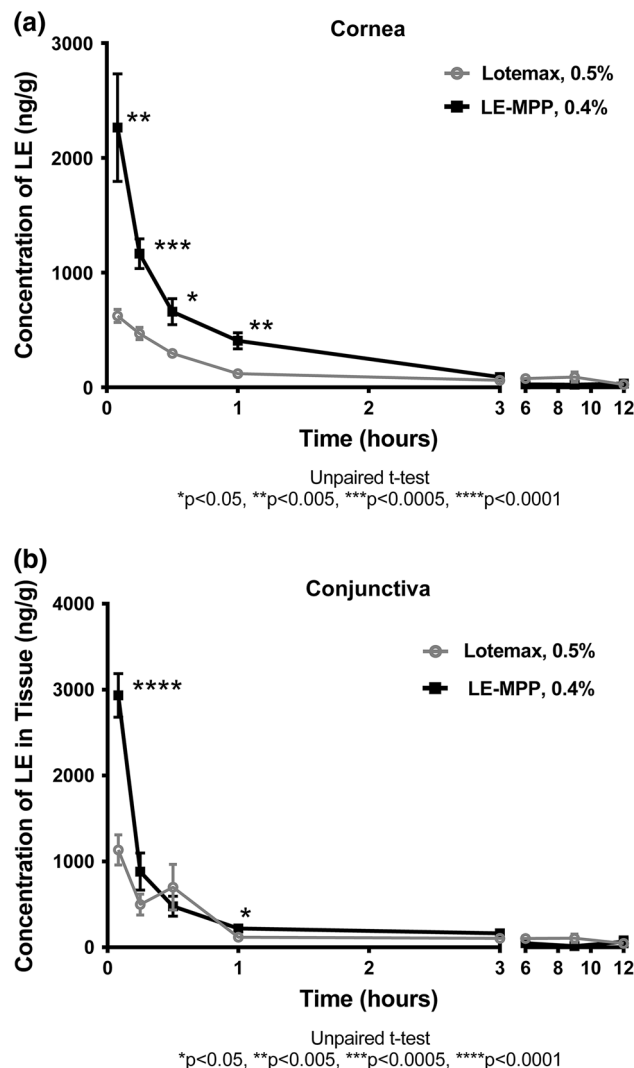 (a)
Cornea
Concentration of LE (ng/g)
3000
2000
1000
0
Lotemax, 0.5%
LE-MPP, 0.4%
**
***
*
**
0 1 2 3 6 8 10 12
Time (hours)
Unpaired t-test
*p<0.05, **p<0.005, ***p<0.0005, ****p<0.0001
(b)
Conjunctiva
Concentration of LE in Tissue (ng/g)
4000
3000
2000
1000
0
Lotemax, 0.5%
LE-MPP, 0.4%
****
*
0 1 2 3 6 8 10 12
Time (hours)
Unpaired t-test
*p<0.05, **p<0.005, ***p<0.0005, ****p<0.0001